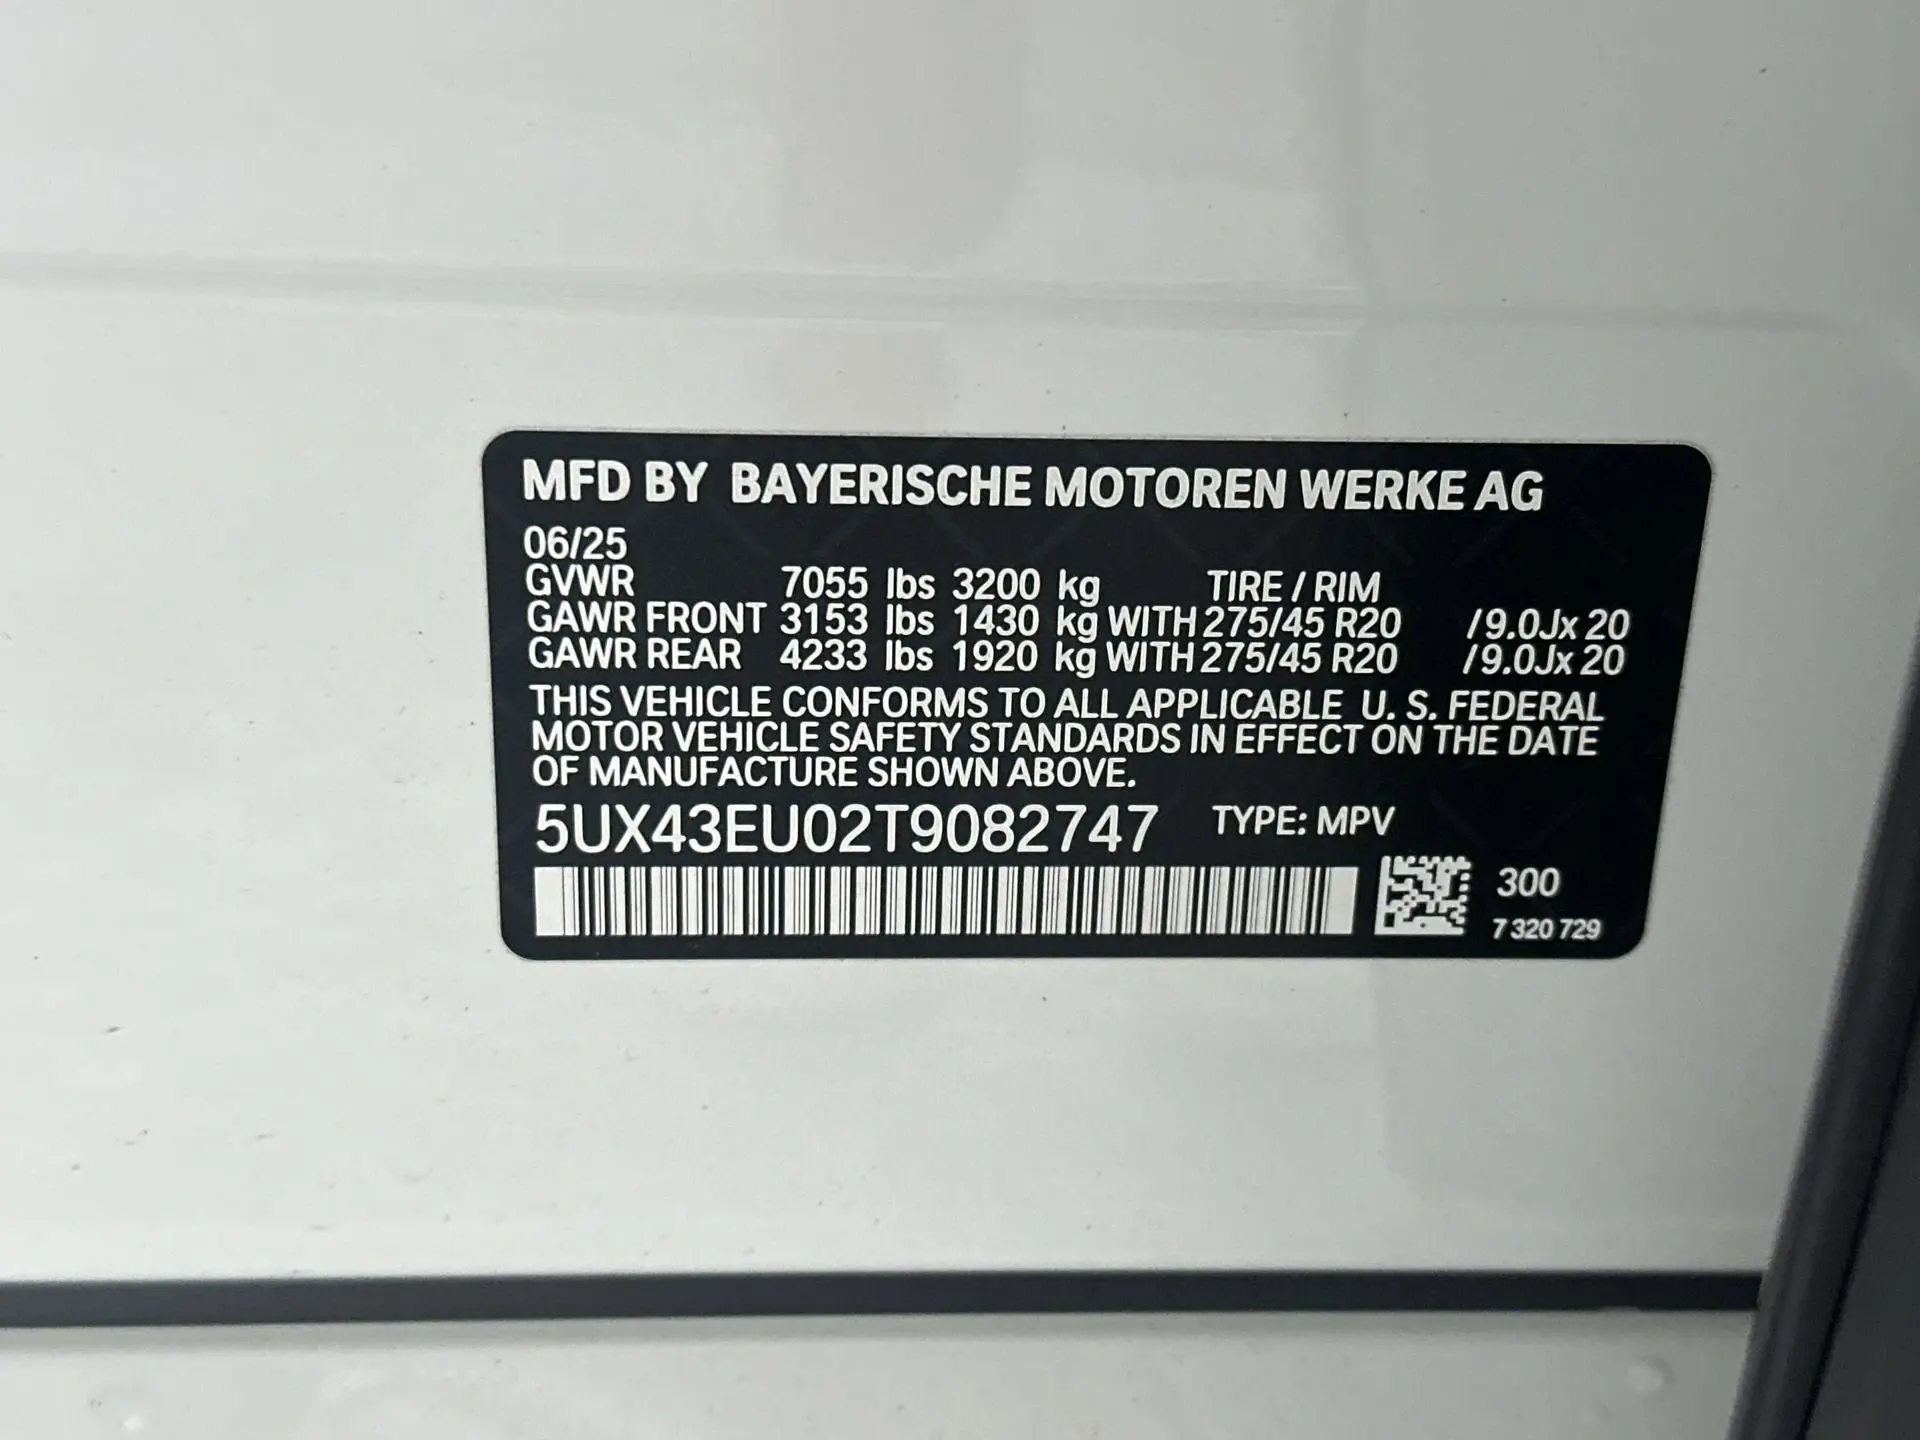 MFD BY BAYERISCHE MOTOREN WERKE AG
06/25
GVWR 7055 lbs 3200 kg TIRE / RIM
GAWR FRONT 3153 lbs 1430 kg WITH 275/45 R20 /9.0Jx 20
GAWR REAR 4233 lbs 1920 kg WITH 275/45 R20 /9.0Jx 20
THIS VEHICLE CONFORMS TO ALL APPLICABLE U. S. FEDERAL
MOTOR VEHICLE SAFETY STANDARDS IN EFFECT ON THE DATE
OF MANUFACTURE SHOWN ABOVE.
5UX43EU02T9082747 TYPE: MPV
300
7 320 729